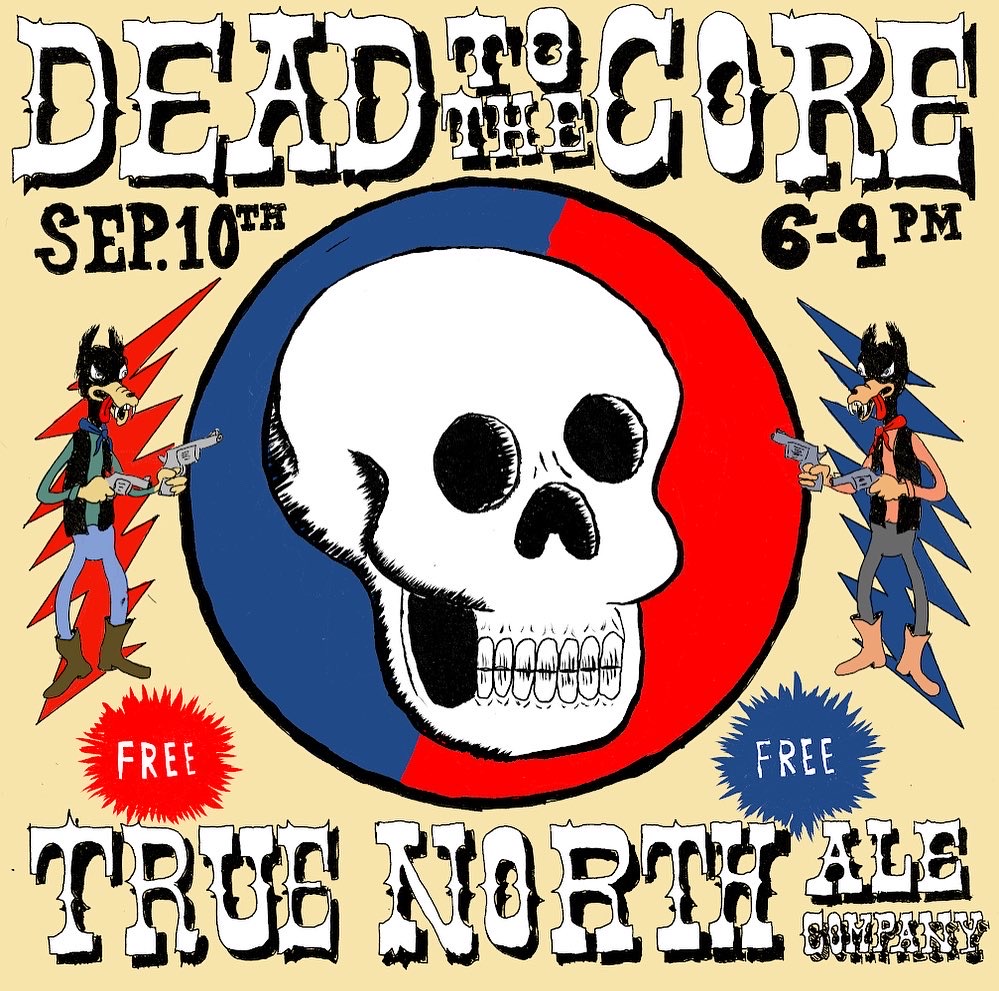 DEAD TO THE CORE
SEP. 10TH
6-9 PM
FREE
FREE
TRUE NORTH ALE COMPANY